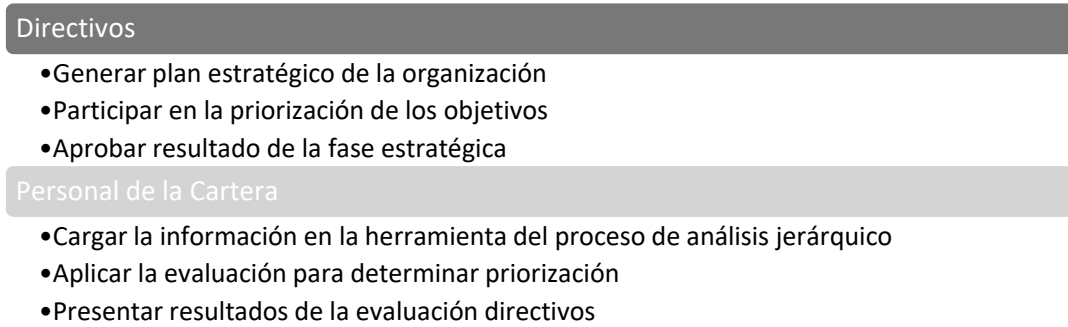 Directivos
•Generar plan estratégico de la organización
•Participar en la priorización de los objetivos
•Aprobar resultado de la fase estratégica
Personal de la Cartera
•Cargar la información en la herramienta del proceso de análisis jerárquico
•Aplicar la evaluación para determinar priorización
•Presentar resultados de la evaluación directivos